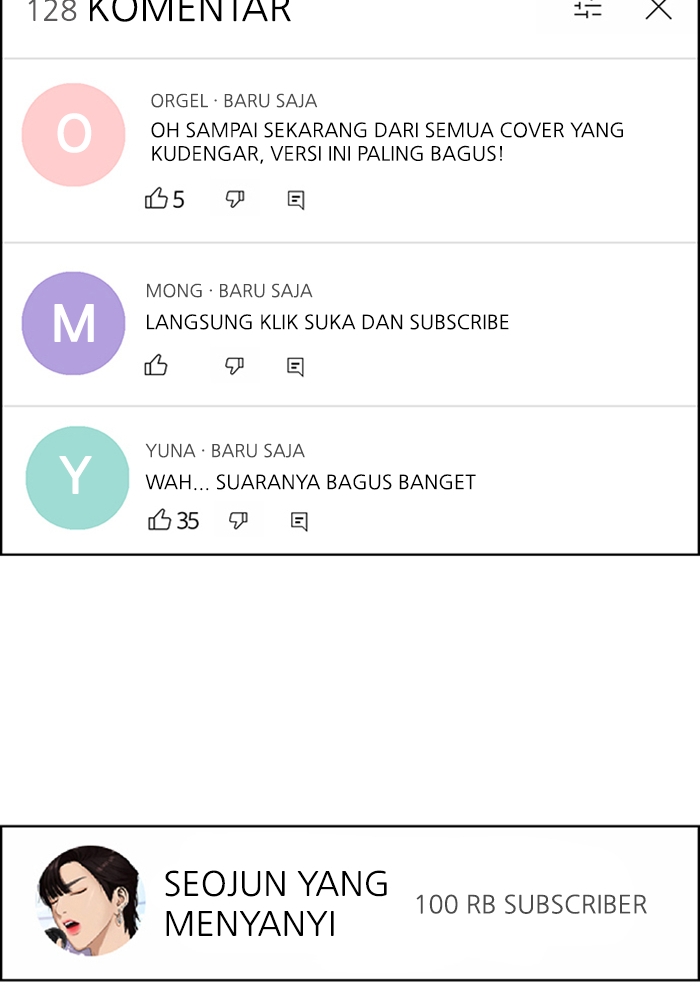 128 KOMENTAR
O
ORGEL · BARU SAJA
OH SAMPAI SEKARANG DARI SEMUA COVER YANG
KUDENGAR, VERSI INI PALING BAGUS!
5
M
MONG · BARU SAJA
LANGSUNG KLIK SUKA DAN SUBSCRIBE
Y
YUNA · BARU SAJA
WAH... SUARANYA BAGUS BANGET
35
SEOJUN YANG
MENYANYI
100 RB SUBSCRIBER